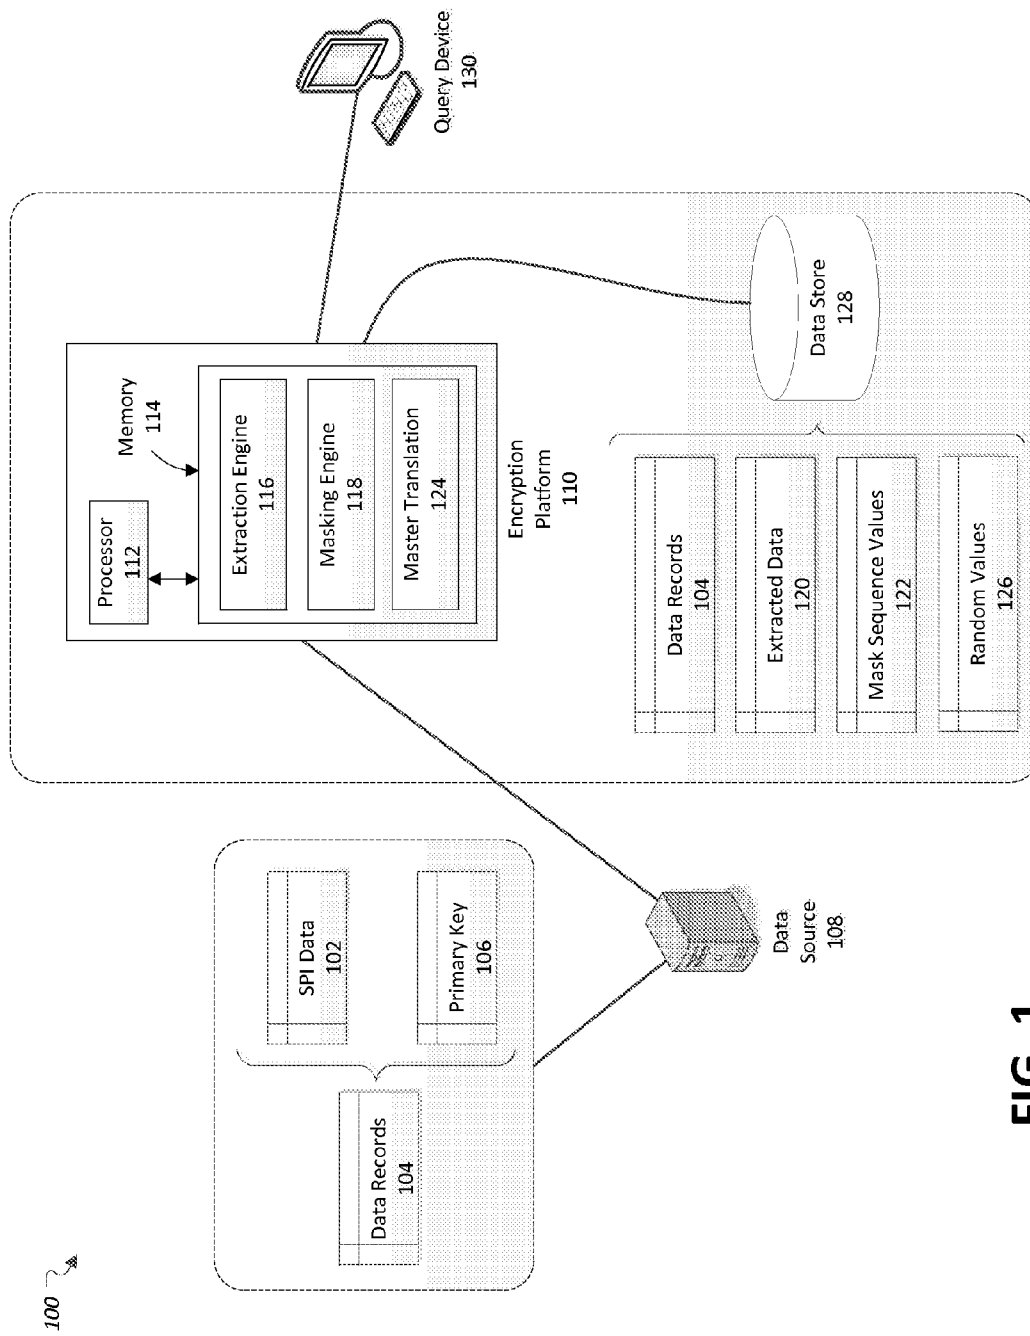 100
Data Records
104
SPI Data
102
Primary Key
106
Data
Source
108
Processor
112
Memory
114
Extraction Engine
116
Masking Engine
118
Master Translation
124
Encryption
Platform
110
Data Records
104
Extracted Data
120
Mask Sequence Values
122
Random Values
126
Data Store
128
Query Device
130
FIG. 1